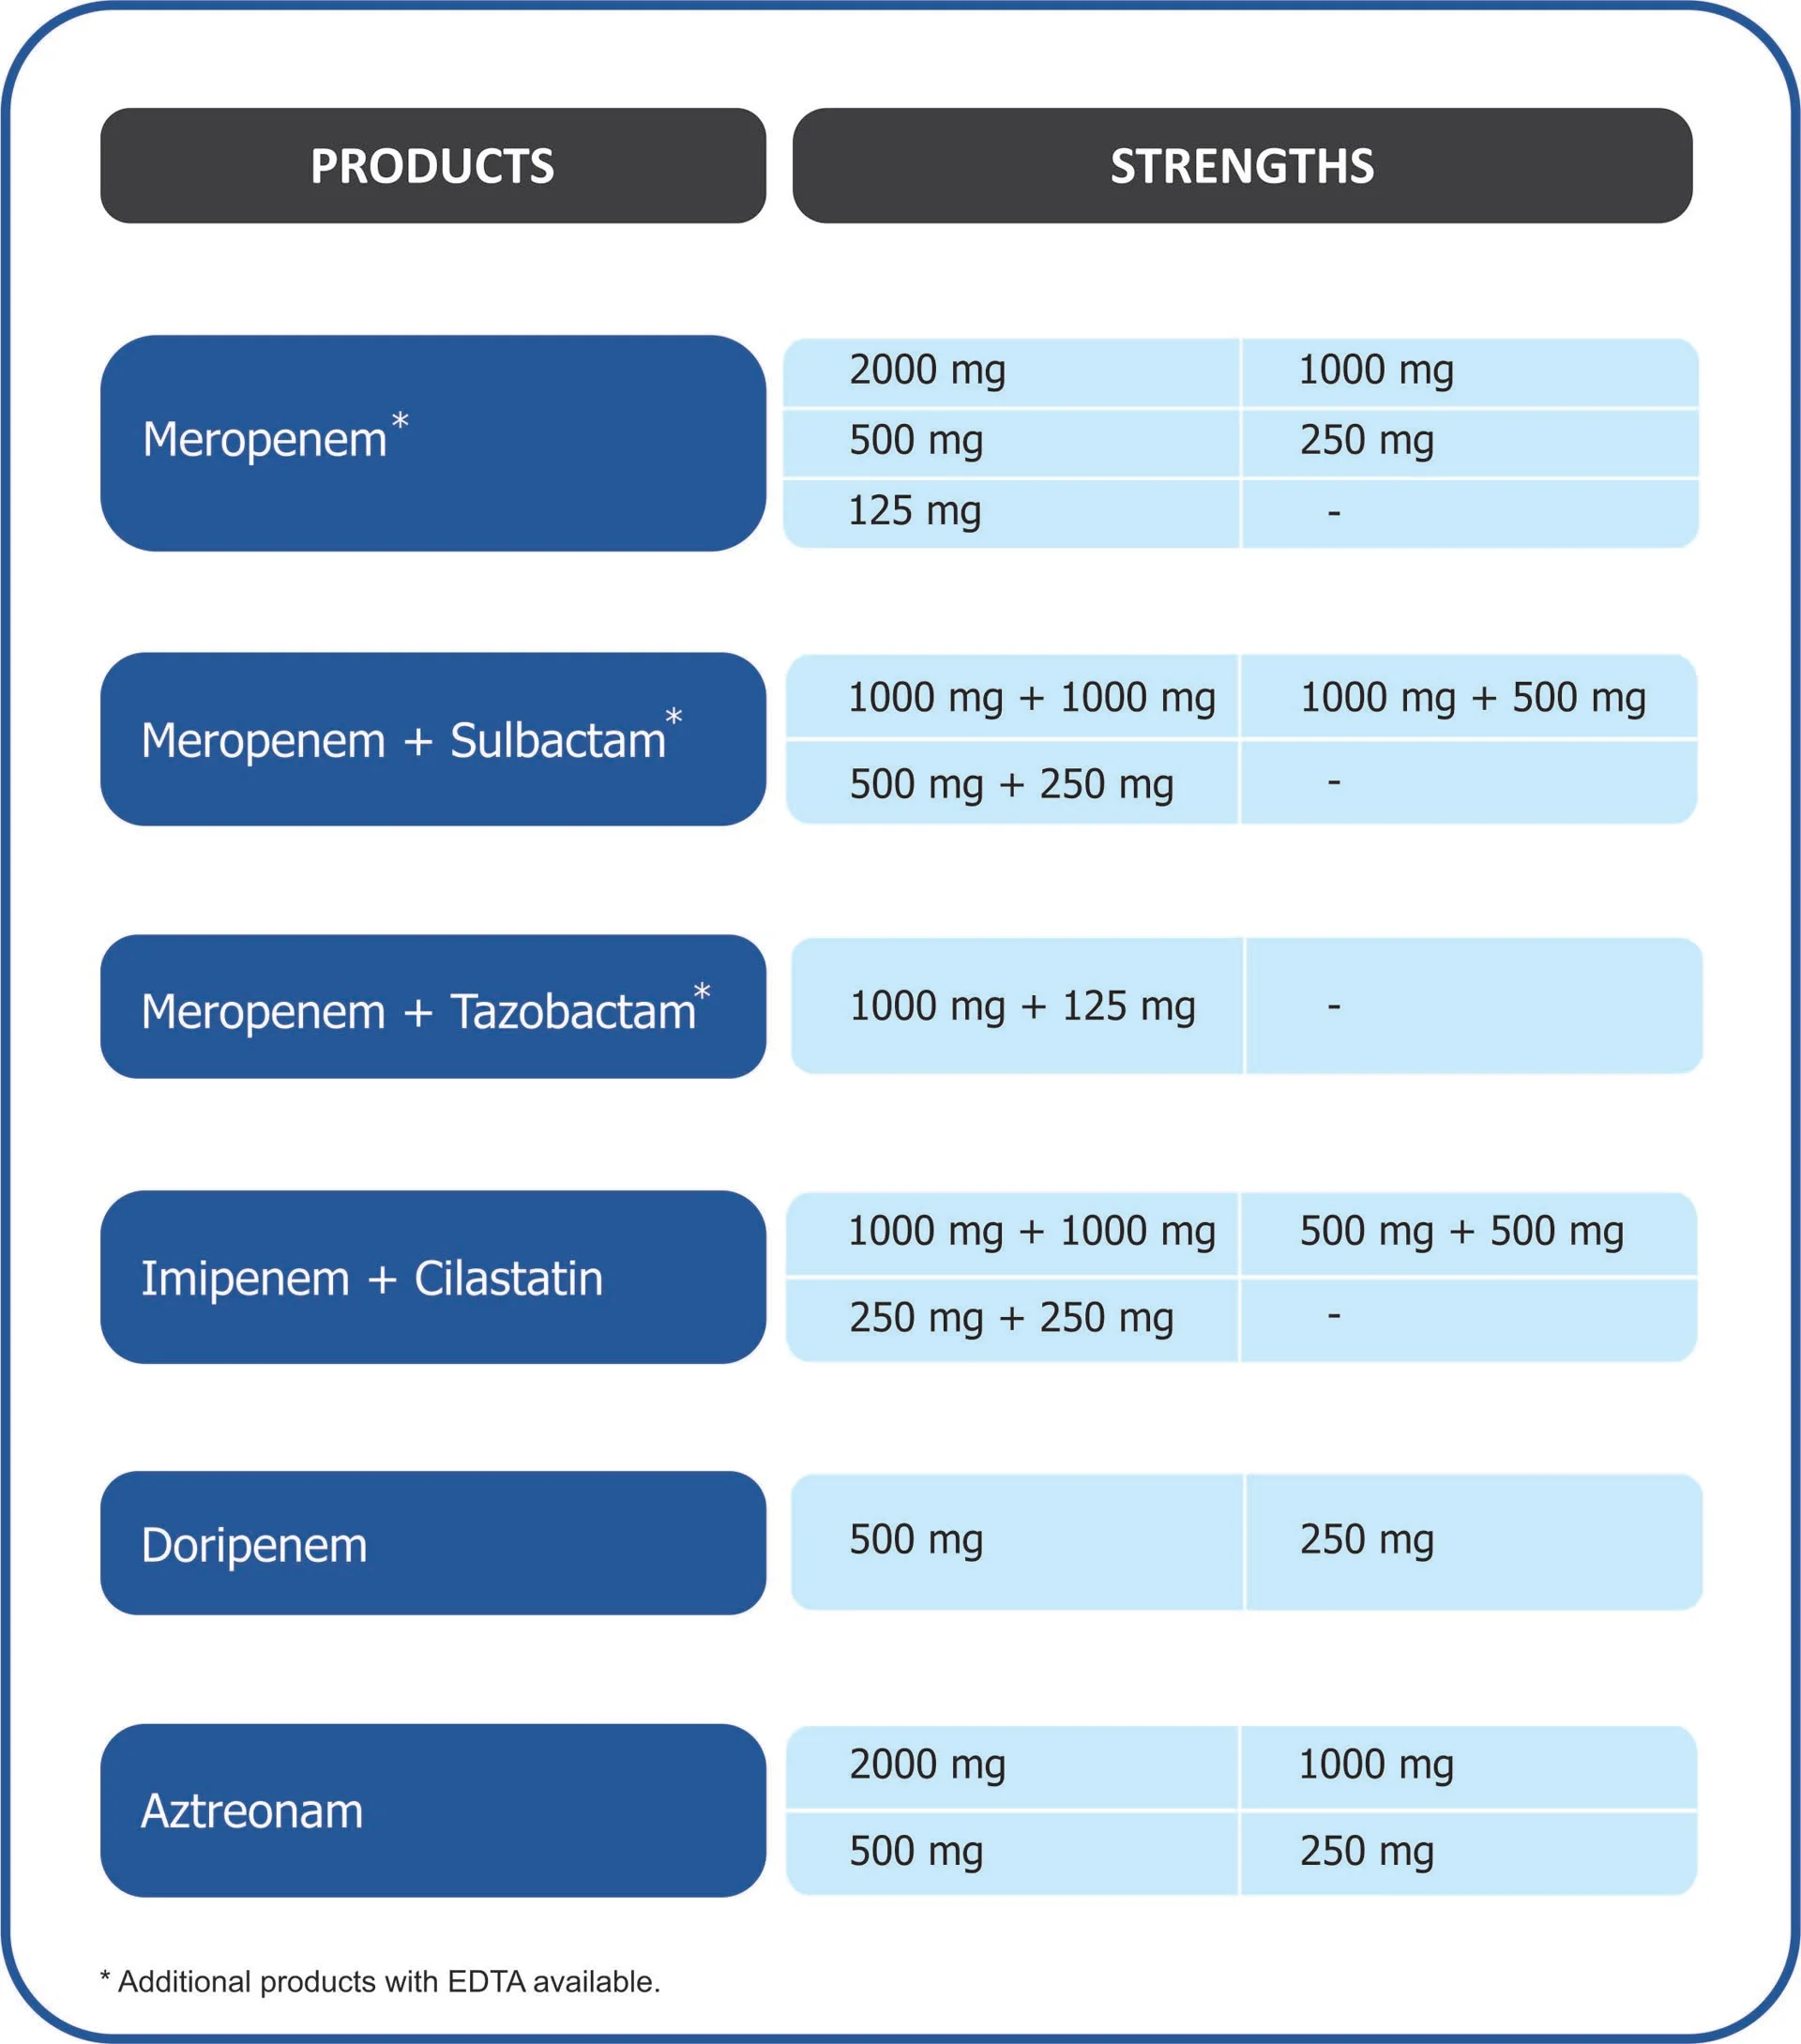 PRODUCTS STRENGTHS
Meropenem*
2000 mg 1000 mg
500 mg 250 mg
125 mg -
Meropenem + Sulbactam*
1000 mg + 1000 mg 1000 mg + 500 mg
500 mg + 250 mg -
Meropenem + Tazobactam*
1000 mg + 125 mg -
Imipenem + Cilastatin
1000 mg + 1000 mg 500 mg + 500 mg
250 mg + 250 mg -
Doripenem
500 mg 250 mg
Aztreonam
2000 mg 1000 mg
500 mg 250 mg
* Additional products with EDTA available.